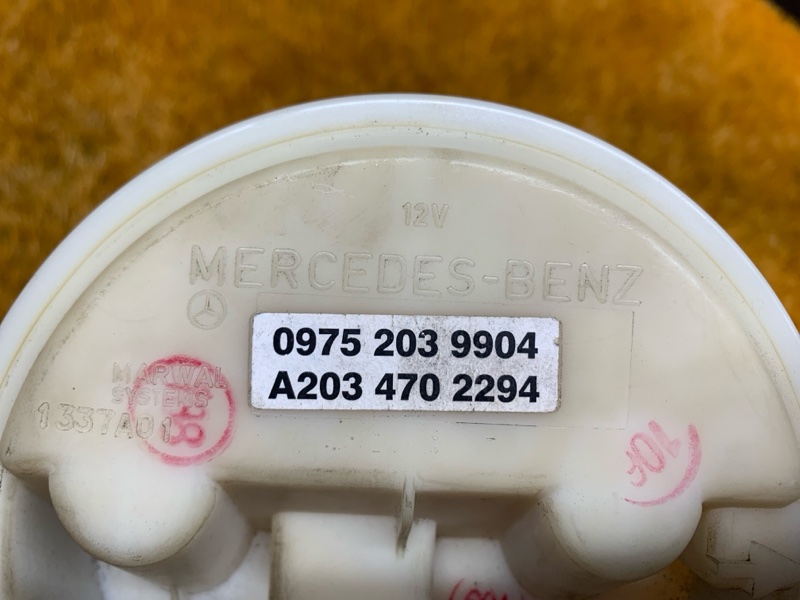 12V
MERCEDES-BENZ
0975 203 9904
A203 470 2294
MARWAL
SYSTEMS
1337A01